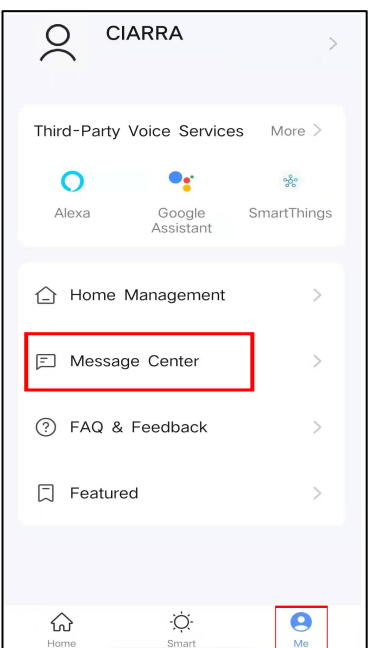 CIARRA
Third-Party Voice Services More
Alexa
Google Assistant
SmartThings
Home Management
Message Center
FAQ & Feedback
Featured
Home
Smart
Me